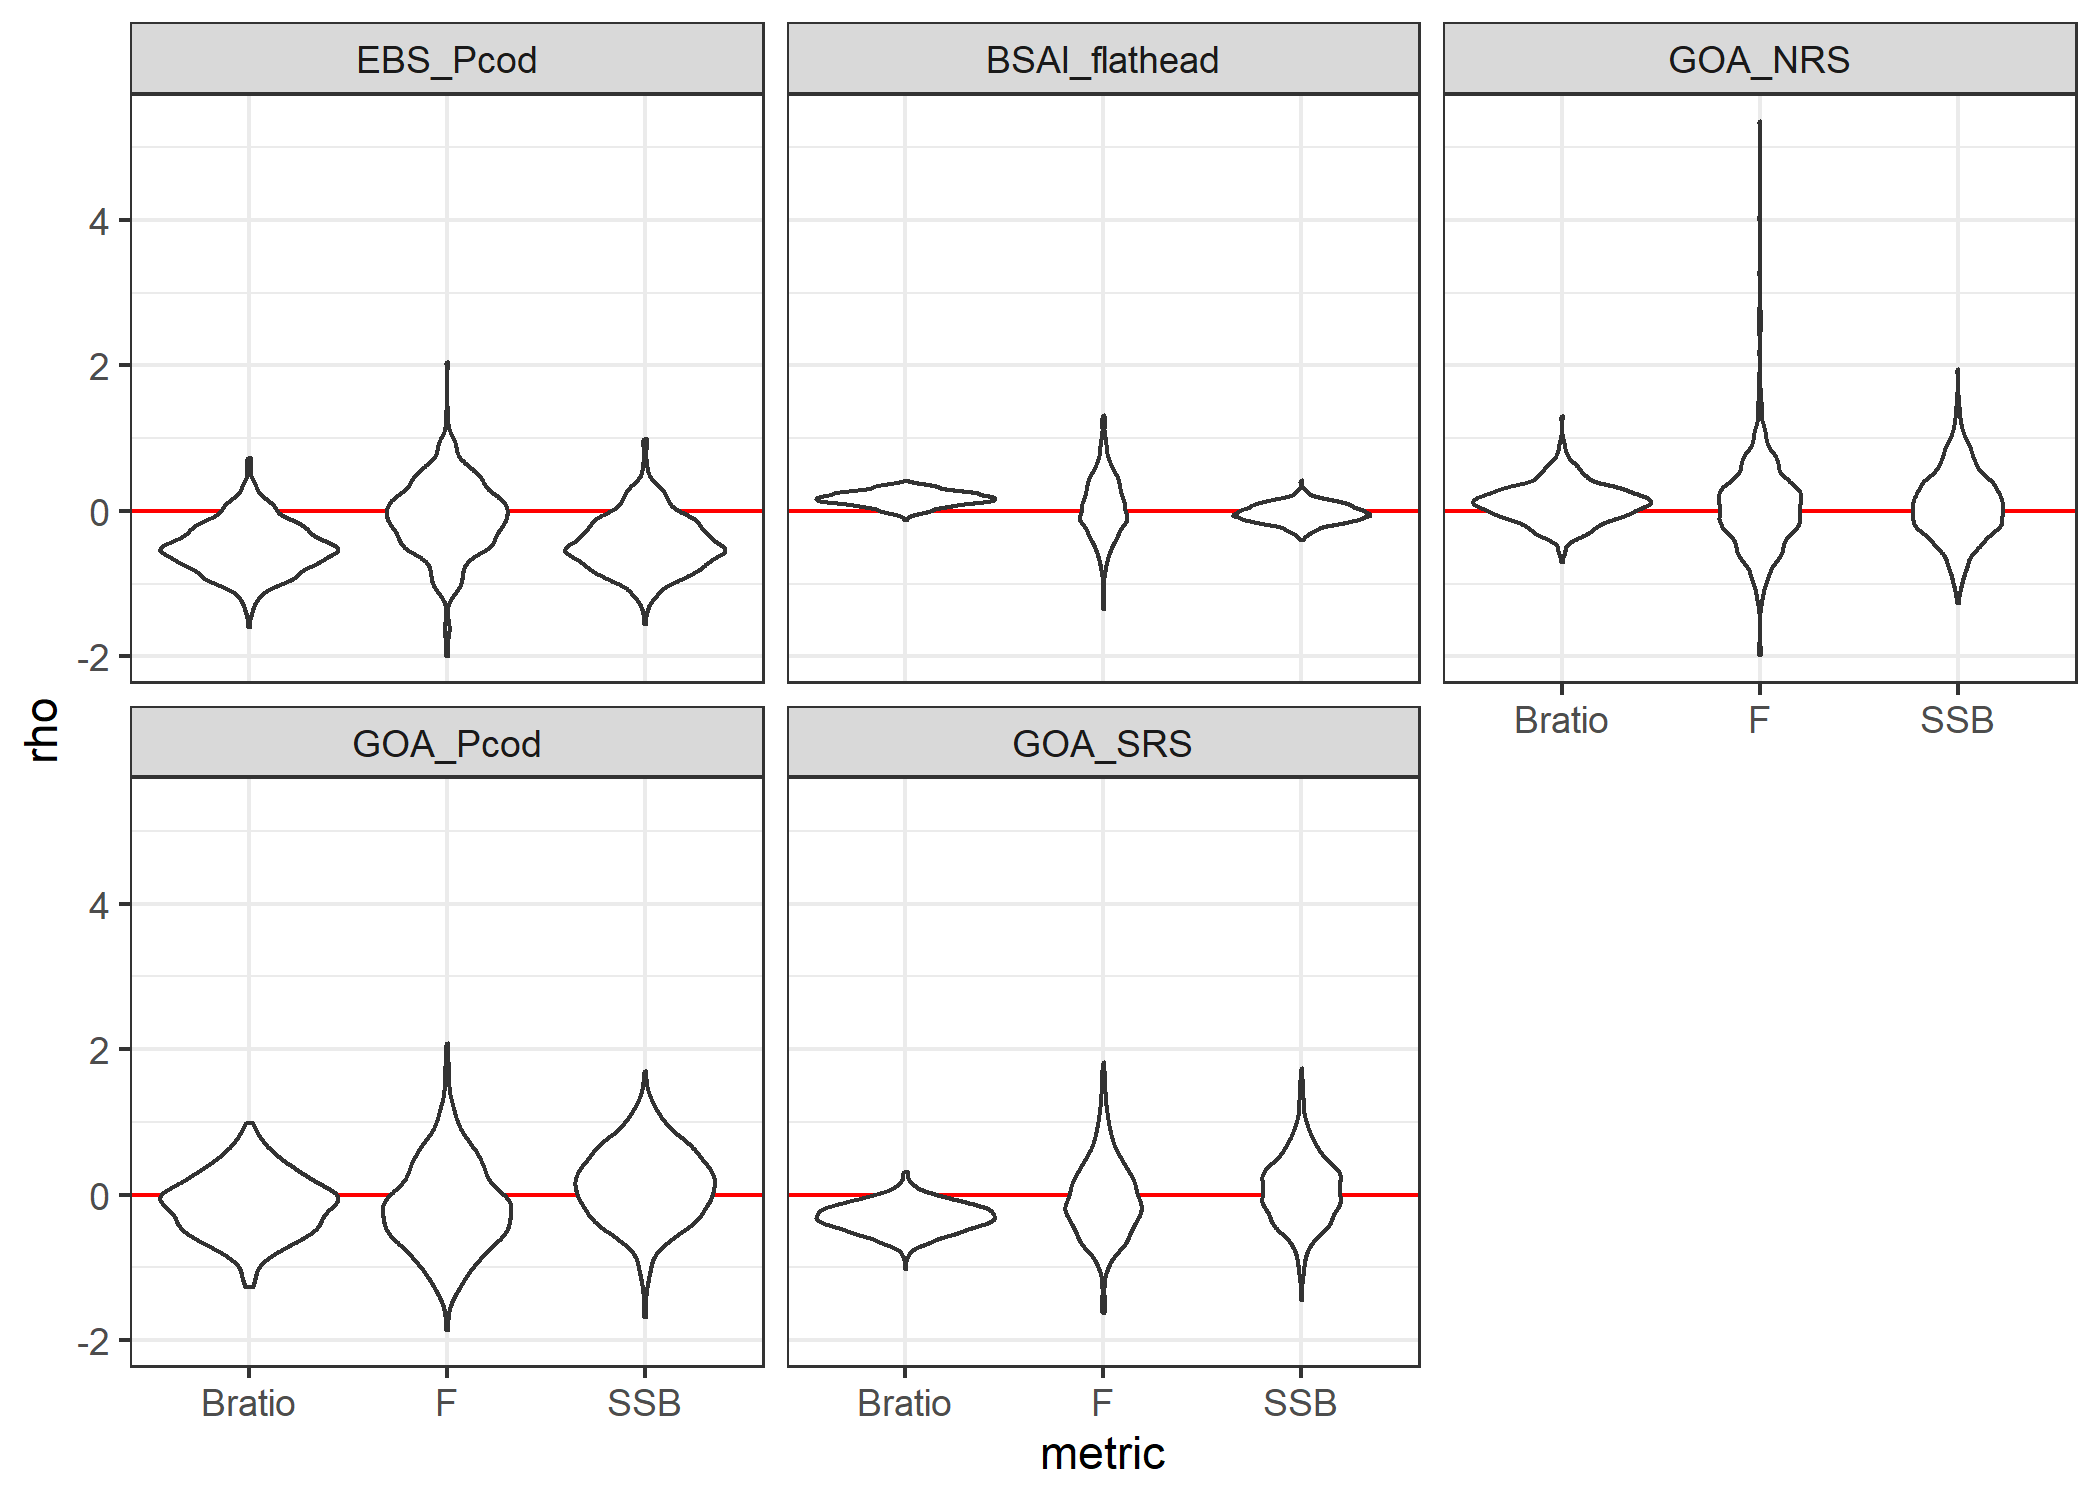 EBS_Pcod
BSAI_flathead
GOA_NRS
4
2
0
-2
Bratio
F
SSB
rho
GOA_Pcod
GOA_SRS
4
2
0
-2
Bratio
F
SSB
Bratio
F
SSB
metric